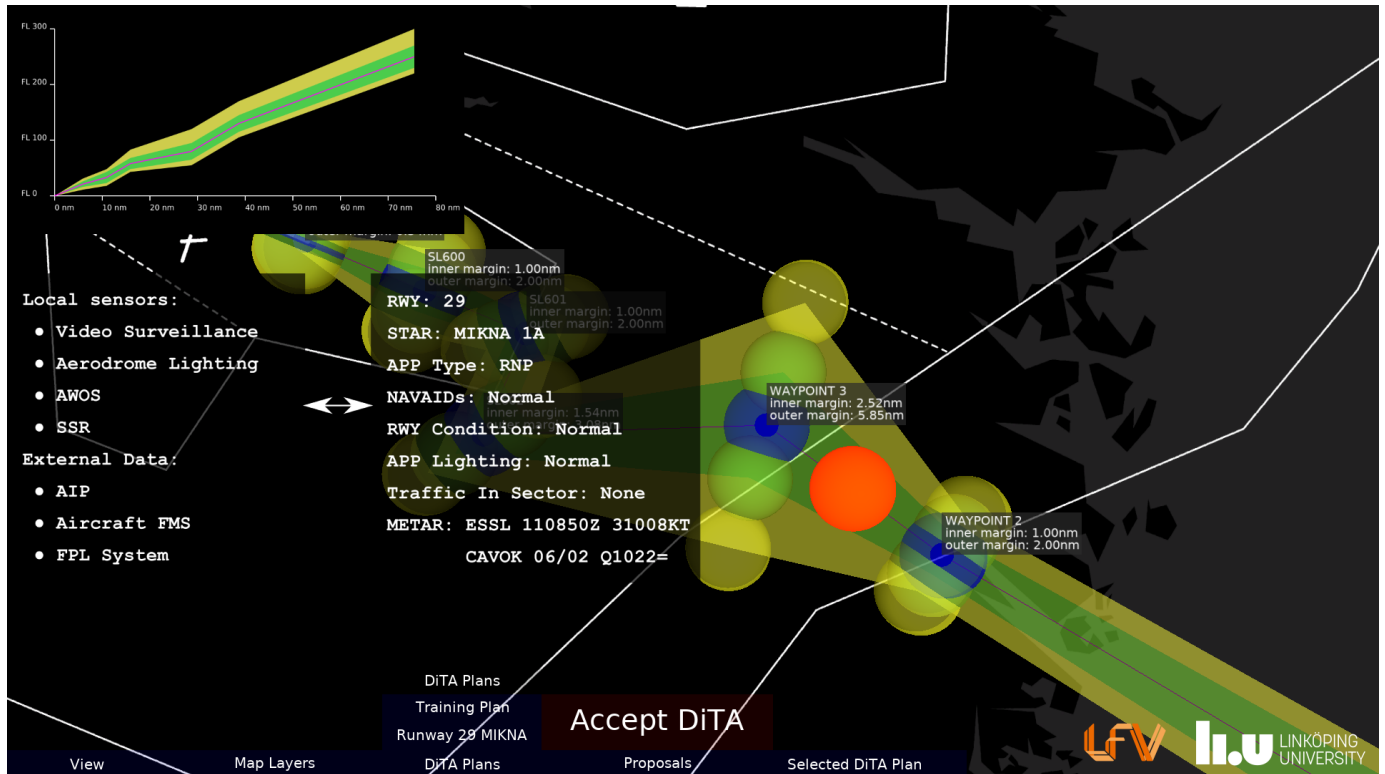 FL 300
FL 200
FL 100
FL 0
0 nm 10 nm 20 nm 30 nm 40 nm 50 nm 60 nm 70 nm 80 nm
SL600
inner margin: 1.00nm
outer margin: 2.00nm
SL601
inner margin: 1.00nm
outer margin: 2.00nm
Local sensors:
• Video Surveillance
• Aerodrome Lighting
• AWOS
• SSR
External Data:
• AIP
• Aircraft FMS
• FPL System
RWY: 29
STAR: MIKNA 1A
APP Type: RNP
NAVAIDs: Normal
inner margin: 1.54nm
RWY Condition: Normal
APP Lighting: Normal
Traffic In Sector: None
METAR: ESSL 110850Z 31008KT
CAVOK 06/02 Q1022=
WAYPOINT 3
inner margin: 2.52nm
outer margin: 5.85nm
WAYPOINT 2
inner margin: 1.00nm
outer margin: 2.00nm
DiTA Plans
Training Plan
Runway 29 MIKNA
Accept DiTA
View Map Layers DiTA Plans Proposals Selected DiTA Plan
LFV
li.u LINKÖPING
UNIVERSITY